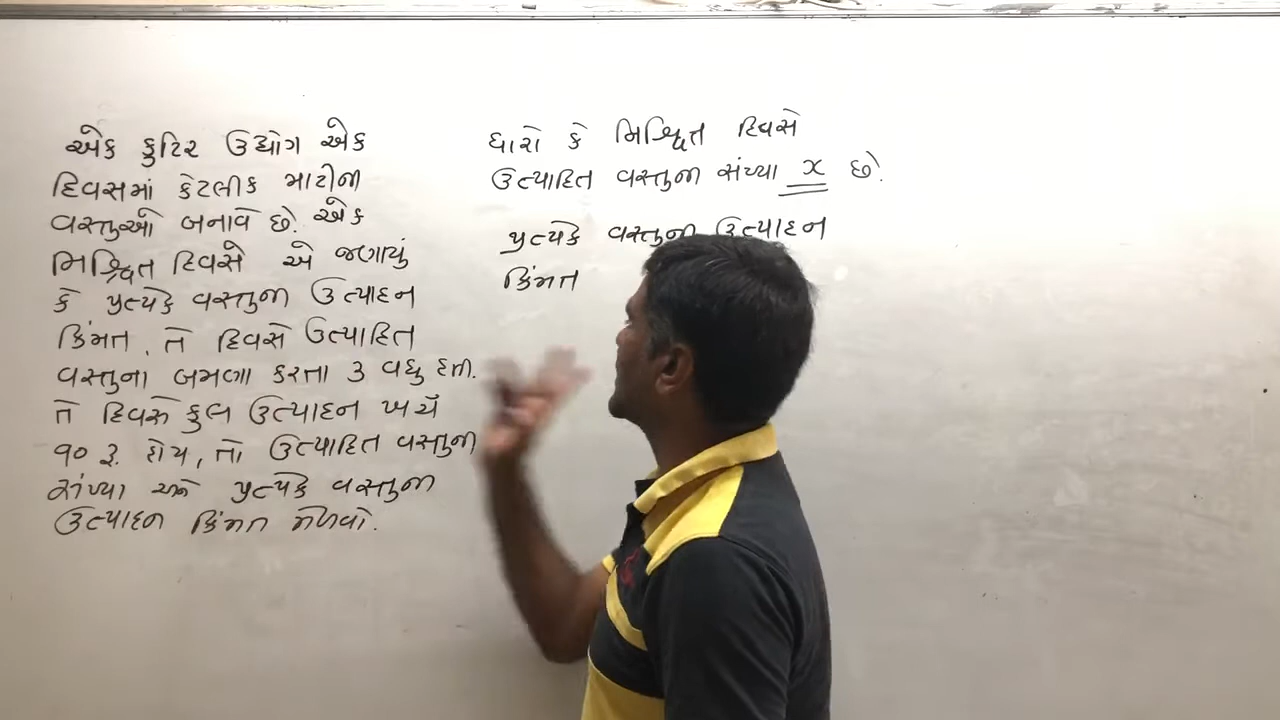 એક કુટિર ઉદ્યોગ એક
દિવસમાં કેટલીક માટીની
વસ્તુઓ બનાવે છે. એક
નિશ્ચિત દિવસે એ જણાયું
કે પ્રત્યેક વસ્તુની ઉત્પાદન
કિંમત, તે દિવસે ઉત્પાદિત
વસ્તુના બમણા કરતા 3 વધુ હતી.
તે દિવસે કુલ ઉત્પાદન ખર્ચ
૧૦ રૂ. હોય, તો ઉત્પાદિત વસ્તુની
સંખ્યા અને પ્રત્યેક વસ્તુની
ઉત્પાદન કિંમત મેળવો.
ધારો કે નિશ્ચિત દિવસે
ઉત્પાદિત વસ્તુની સંખ્યા x છે.
પ્રત્યેક વસ્તુની ઉત્પાદન
કિંમત